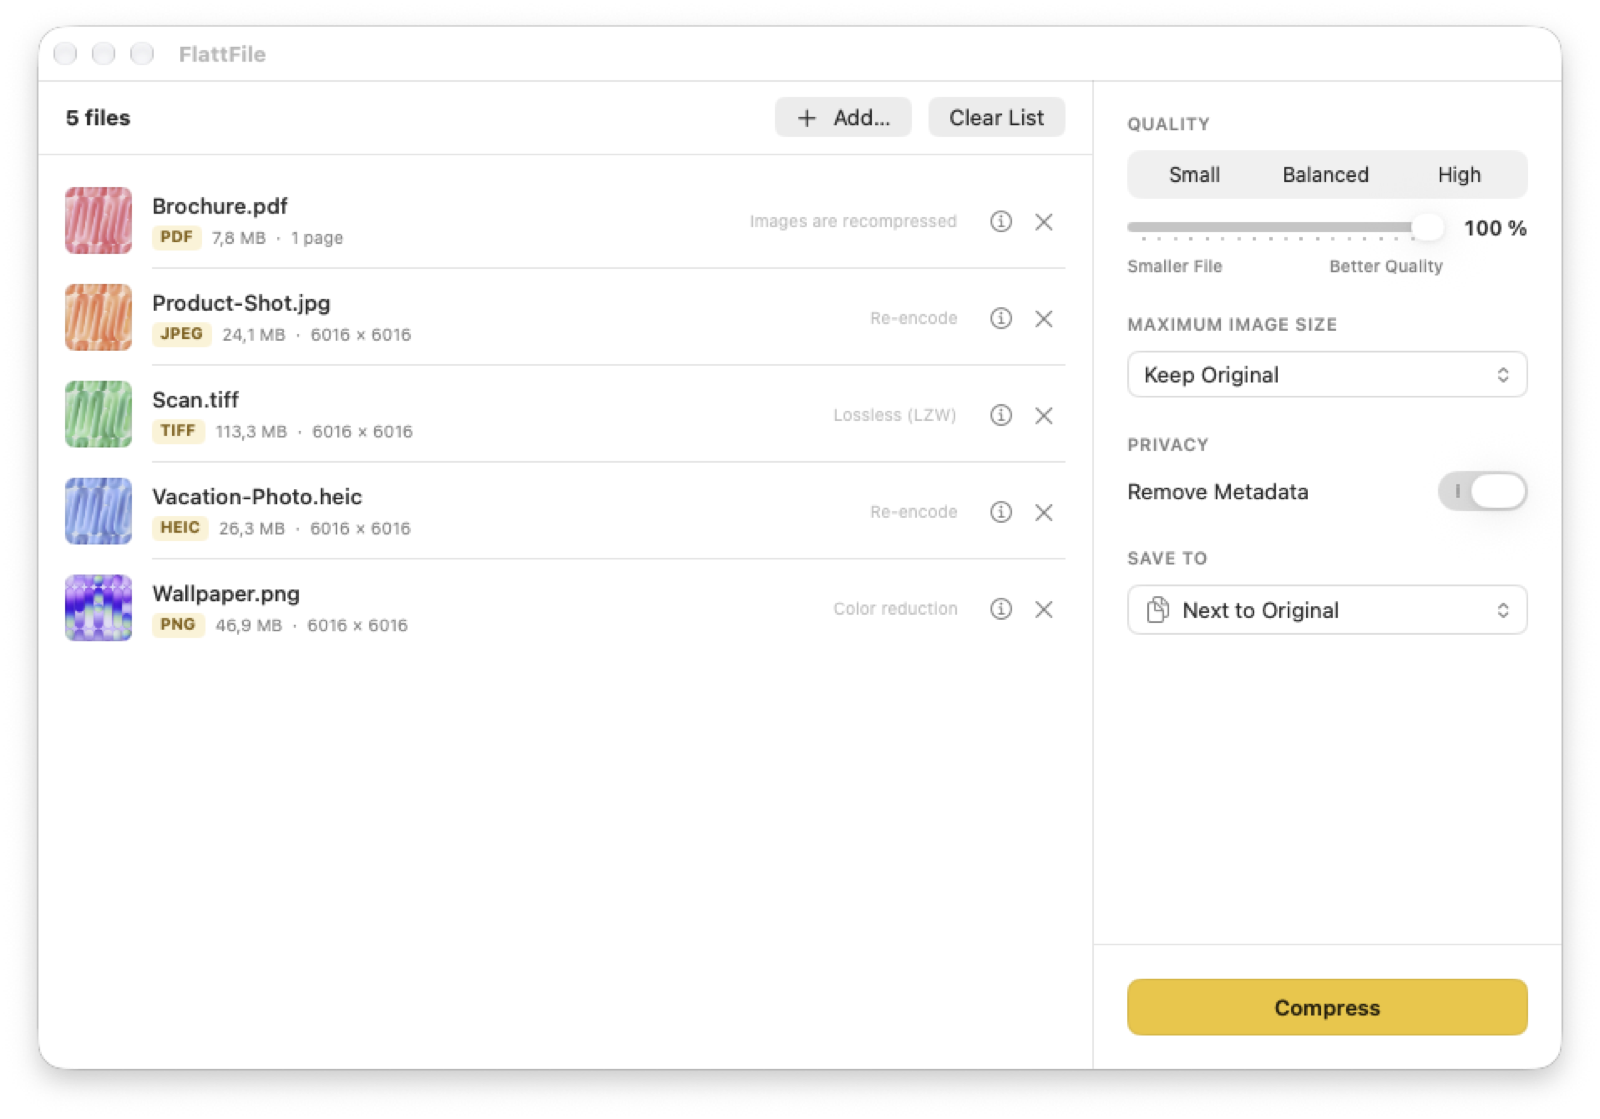 FlattFile
5 files
Add...
Clear List
Brochure.pdf
PDF 7,8 MB · 1 page
Images are recompressed
Product-Shot.jpg
JPEG 24,1 MB · 6016 × 6016
Re-encode
Scan.tiff
TIFF 113,3 MB · 6016 × 6016
Lossless (LZW)
Vacation-Photo.heic
HEIC 26,3 MB · 6016 × 6016
Re-encode
Wallpaper.png
PNG 46,9 MB · 6016 × 6016
Color reduction
QUALITY
Small Balanced High
100 %
Smaller File Better Quality
MAXIMUM IMAGE SIZE
Keep Original
PRIVACY
Remove Metadata
SAVE TO
Next to Original
Compress